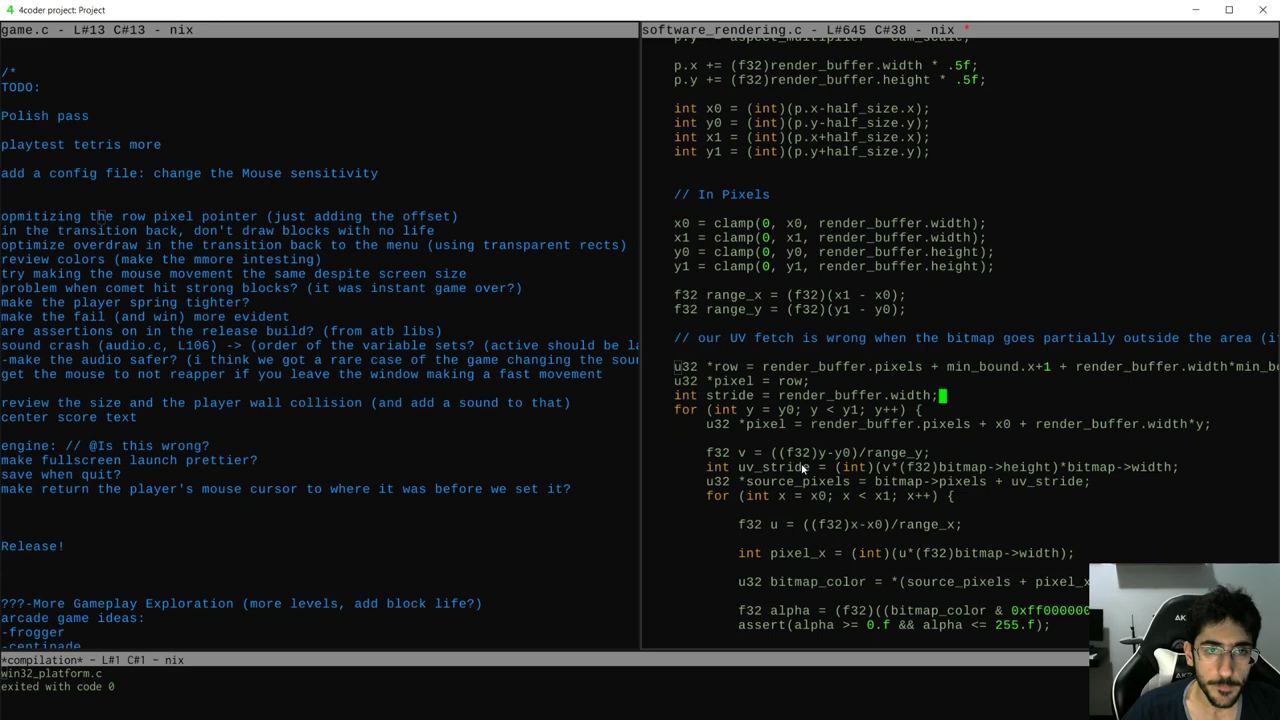 4coder project: Project
game.c - L#13 C#13 - nix
/*
TODO:
Polish pass
playtest tetris more
add a config file: change the Mouse sensitivity
opmitizing the row pixel pointer (just adding the offset)
in the transition back, don't draw blocks with no life
optimize overdraw in the transition back to the menu (using transparent rects)
review colors (make the mmore intesting)
try making the mouse movement the same despite screen size
problem when comet hit strong blocks? (it was instant game over?)
make the player spring tighter?
make the fail (and win) more evident
are assertions on in the release build? (from atb libs)
sound crash (audio.c, L106) -> (order of the variable sets? (active should be la
-make the audio safer? (i think we got a rare case of the game changing the soun
get the mouse to not reapper if you leave the window making a fast movement
review the size and the player wall collision (and add a sound to that)
center score text
engine: // @Is this wrong?
make fullscreen launch prettier?
save when quit?
make return the player's mouse cursor to where it was before we set it?
Release!
???-More Gameplay Exploration (more levels, add block life?)
arcade game ideas:
-frogger
-centipade
software_rendering.c - L#645 C#38 - nix *
p.y *= aspect_multiplier * cam_scale;
p.x += (f32)render_buffer.width * .5f;
p.y += (f32)render_buffer.height * .5f;
int x0 = (int)(p.x-half_size.x);
int y0 = (int)(p.y-half_size.y);
int x1 = (int)(p.x+half_size.x);
int y1 = (int)(p.y+half_size.y);
// In Pixels
x0 = clamp(0, x0, render_buffer.width);
x1 = clamp(0, x1, render_buffer.width);
y0 = clamp(0, y0, render_buffer.height);
y1 = clamp(0, y1, render_buffer.height);
f32 range_x = (f32)(x1 - x0);
f32 range_y = (f32)(y1 - y0);
// our UV fetch is wrong when the bitmap goes partially outside the area (i
u32 *row = render_buffer.pixels + min_bound.x+1 + render_buffer.width*min_bo
u32 *pixel = row;
int stride = render_buffer.width;
for (int y = y0; y < y1; y++) {
u32 *pixel = render_buffer.pixels + x0 + render_buffer.width*y;
f32 v = ((f32)y-y0)/range_y;
int uv_stride = (int)(v*(f32)bitmap->height)*bitmap->width;
u32 *source_pixels = bitmap->pixels + uv_stride;
for (int x = x0; x < x1; x++) {
f32 u = ((f32)x-x0)/range_x;
int pixel_x = (int)(u*(f32)bitmap->width);
u32 bitmap_color = *(source_pixels + pixel_x
f32 alpha = (f32)((bitmap_color & 0xff000000
assert(alpha >= 0.f && alpha <= 255.f);
*compilation* - L#1 C#1 - nix
win32_platform.c
exited with code 0